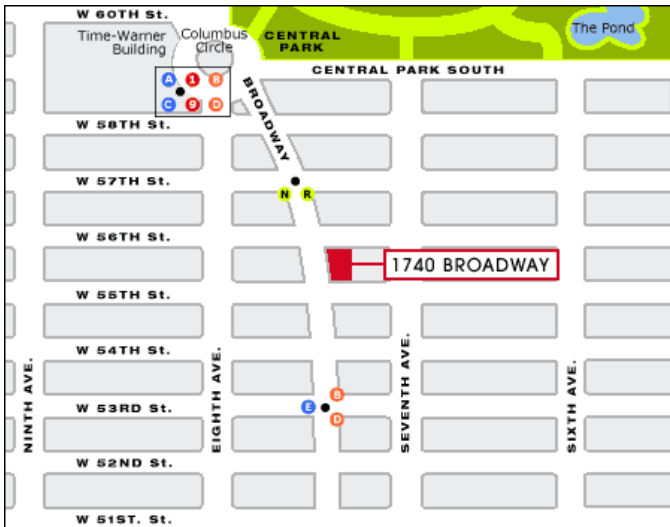 W 60TH St.
Time-Warner
Building
Columbus
Circle
CENTRAL
PARK
The Pond
CENTRAL PARK SOUTH
A 1 B
C 9 D
BROADWAY
W 58TH St.
W 57TH St.
N R
W 56TH St.
1740 BROADWAY
W 55TH St.
W 54TH St.
NINTH AVE.
EIGHTH AVE.
SEVENTH AVE.
SIXTH AVE.
B
E
D
W 53RD St.
W 52ND St.
W 51ST. St.